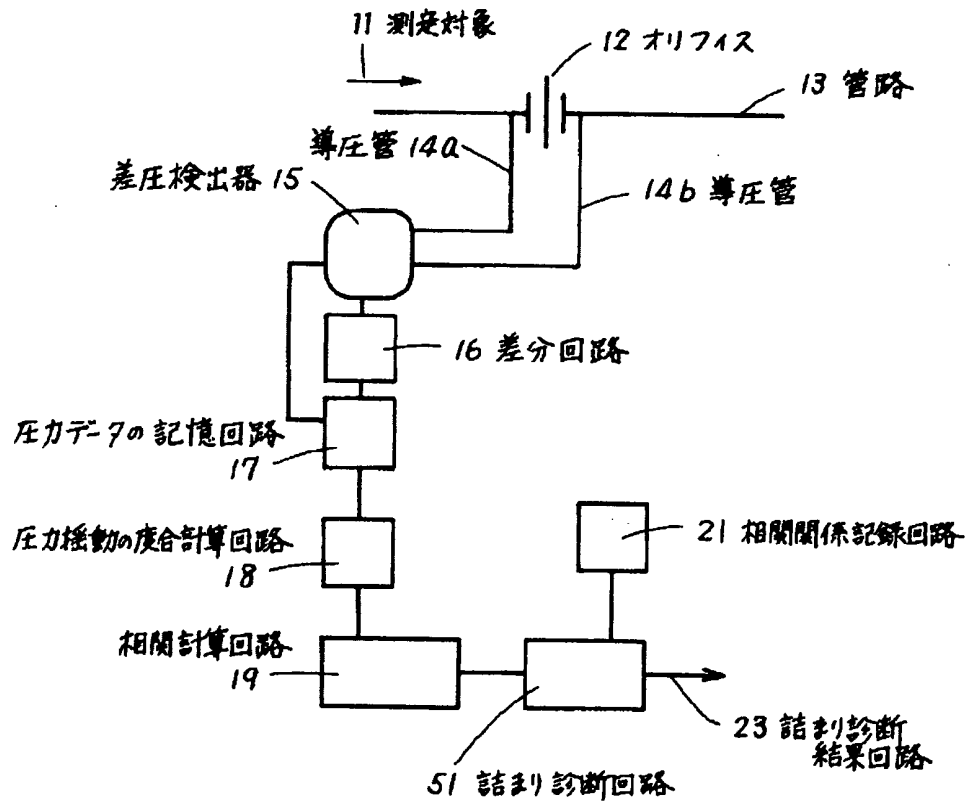 11 測定対象
12 オリフィス
13 管路
導圧管 14a
差圧検出器 15
14b 導圧管
16 差分回路
圧力データの記憶回路
17
圧力揺動の度合計算回路
18
21 相関関係記録回路
相関計算回路
19
23 詰まり診断
結果回路
51 詰まり診断回路